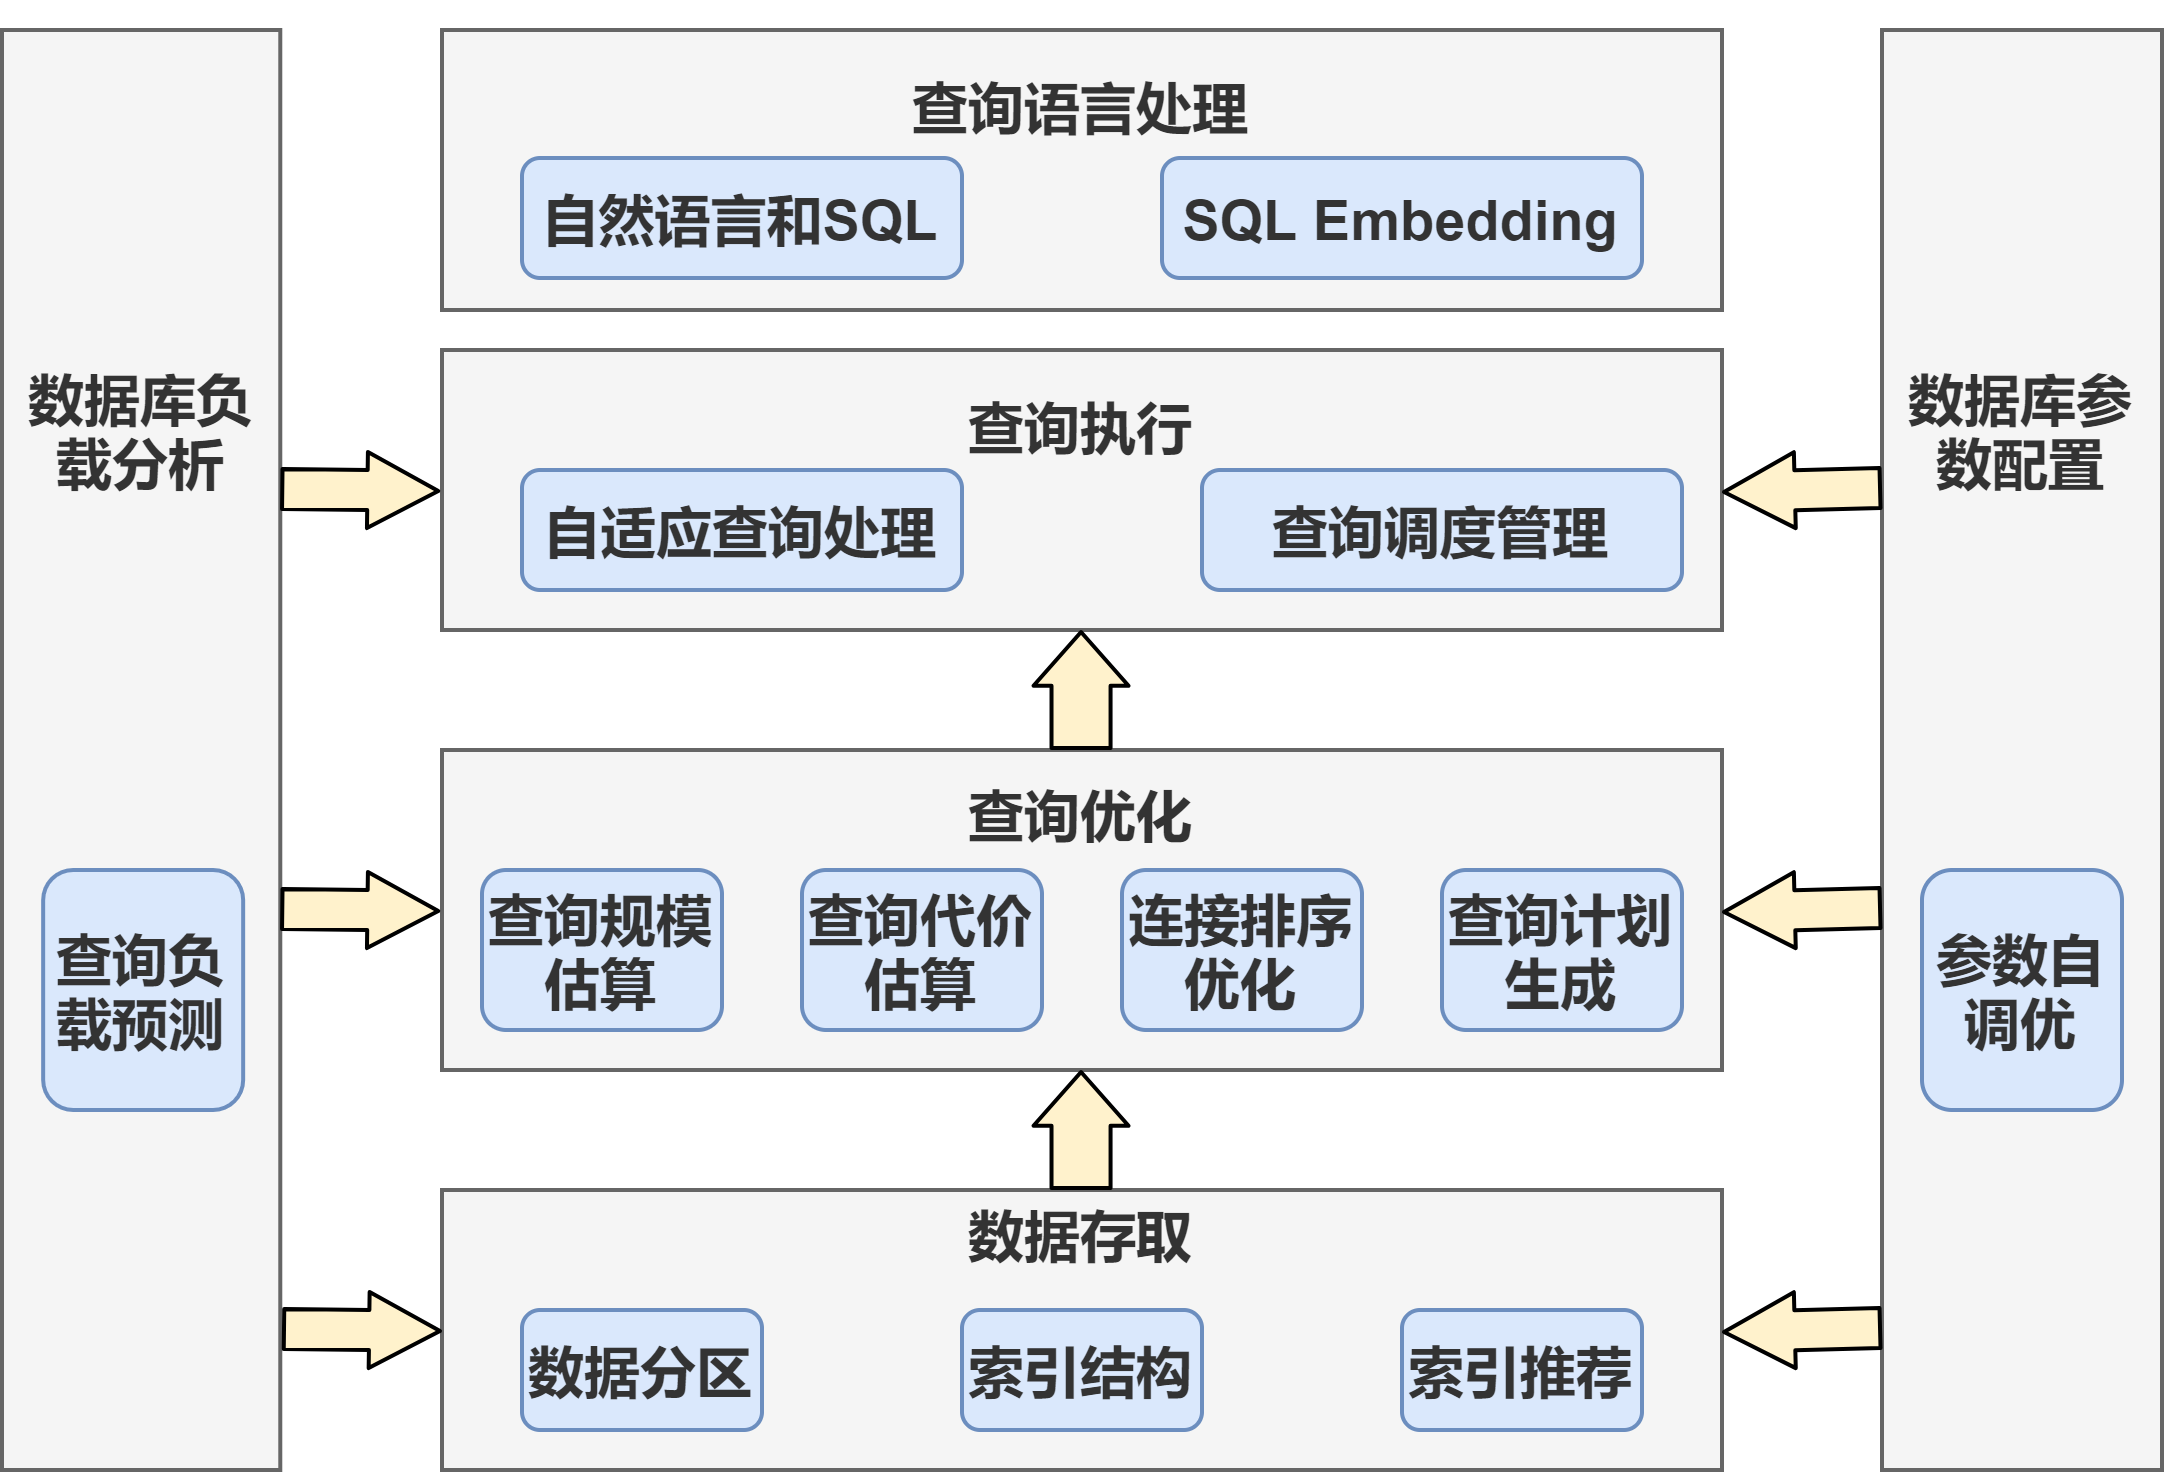 数据库负
载分析
查询负
载预测
查询语言处理
自然语言和SQL
SQL Embedding
查询执行
自适应查询处理
查询调度管理
查询优化
查询规模
估算
查询代价
估算
连接排序
优化
查询计划
生成
数据存取
数据分区
索引结构
索引推荐
数据库参
数配置
参数自
调优